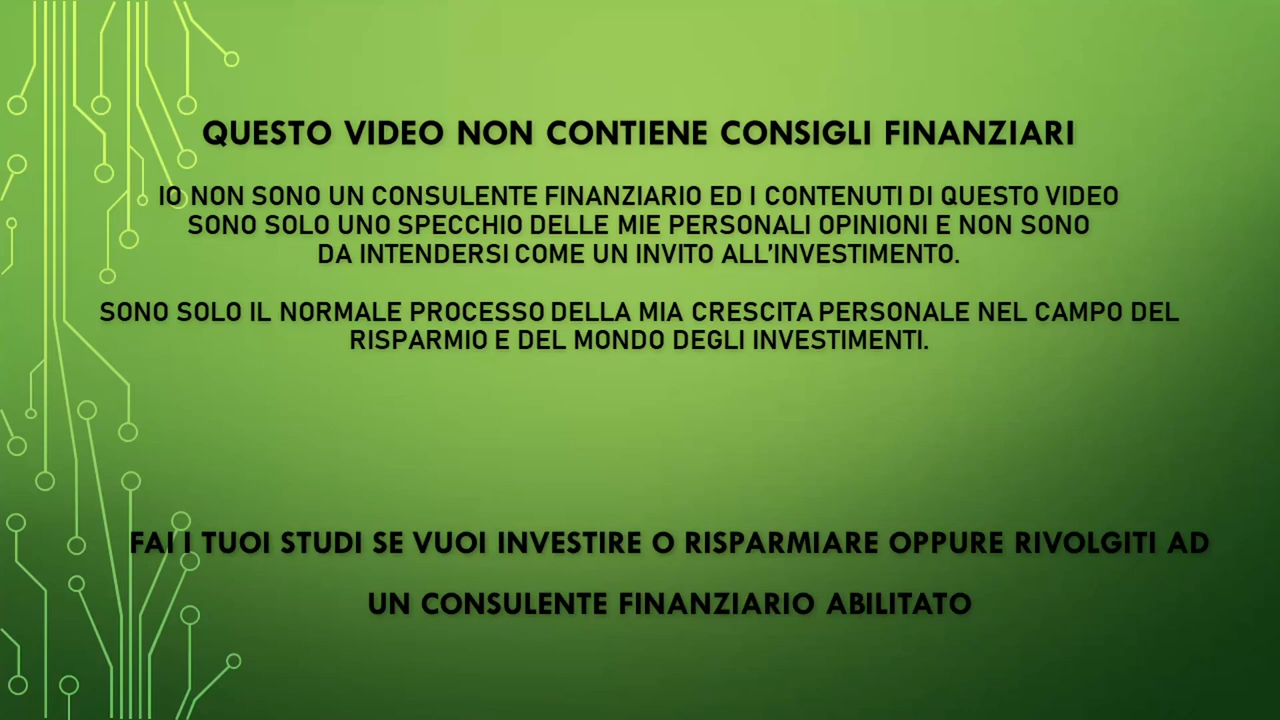 QUESTO VIDEO NON CONTIENE CONSIGLI FINANZIARI
IO NON SONO UN CONSULENTE FINANZIARIO ED I CONTENUTI DI QUESTO VIDEO
SONO SOLO UNO SPECCHIO DELLE MIE PERSONALI OPINIONI E NON SONO
DA INTENDERSI COME UN INVITO ALL'INVESTIMENTO.
SONO SOLO IL NORMALE PROCESSO DELLA MIA CRESCITA PERSONALE NEL CAMPO DEL
RISPARMIO E DEL MONDO DEGLI INVESTIMENTI.
FAI I TUOI STUDI SE VUOI INVESTIRE O RISPARMIARE OPPURE RIVOLGITI AD
UN CONSULENTE FINANZIARIO ABILITATO